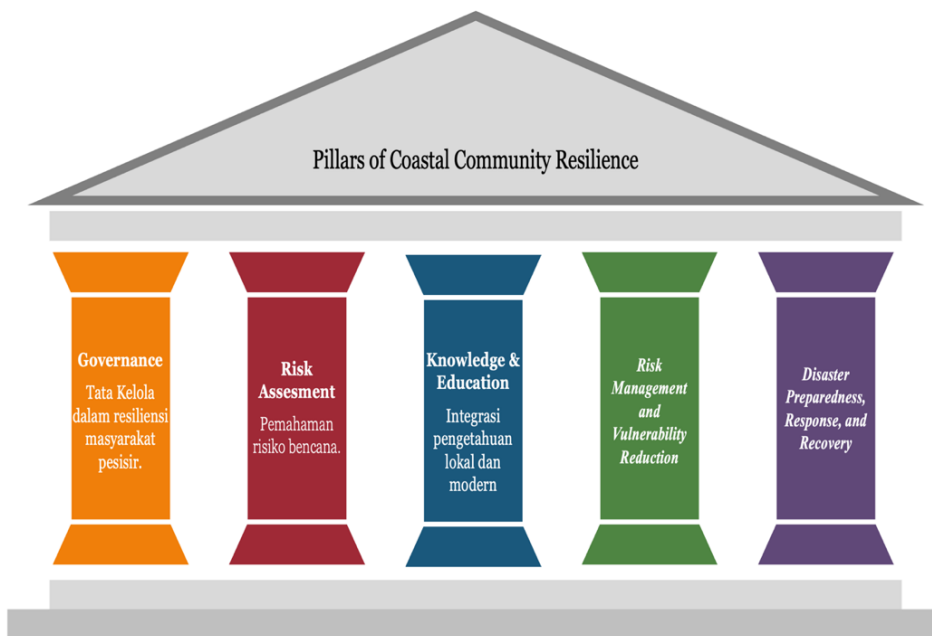 Pillars of Coastal Community Resilience
Governance
Tata Kelola
dalam resiliensi
masyarakat
pesisir.
Risk
Assesment
Pemahaman
risiko bencana.
Knowledge &
Education
Integrasi
pengetahuan
lokal dan
modern
Risk
Management
and
Vulnerability
Reduction
Disaster
Preparedness,
Response, and
Recovery